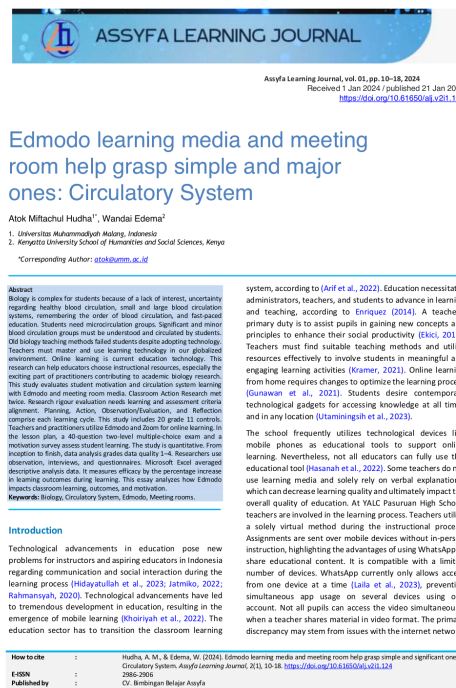 ASSYFA LEARNING JOURNAL
Assyfa Learning Journal, vol. 01, pp. 10–18, 2024
Received 1 Jan 2024 / published 21 Jan 20
https://doi.org/10.61650/alj.v2i1.1
Edmodo learning media and meeting
room help grasp simple and major
ones: Circulatory System
Atok Miftachul Hudha1*, Wandai Edema2
1. Universitas Muhammadiyah Malang, Indonesia
2. Kenyatta University School of Humanities and Social Sciences, Kenya
*Corresponding Author: atok@umm.ac.id
Abstract
Biology is complex for students because of a lack of interest, uncertainty
regarding healthy blood circulation, small and large blood circulation
systems, remembering the order of blood circulation, and fast-paced
education. Students need microcirculation groups. Significant and minor
blood circulation groups must be understood and circulated by students.
Old biology teaching methods failed students despite adopting technology.
Teachers must master and use learning technology in our globalized
environment. Online learning is current education technology. This
research can help educators choose instructional resources, especially the
exciting part of practitioners contributing to academic biology research.
This study evaluates student motivation and circulation system learning
with Edmodo and meeting room media. Classroom Action Research met
twice. Research rigour evaluation needs learning and assessment criteria
alignment. Planning, Action, Observation/Evaluation, and Reflection
comprise each learning cycle. This study includes 20 grade 11 controls.
Teachers and practitioners utilize Edmodo and Zoom for online learning. In
the lesson plan, a 40-question two-level multiple-choice exam and a
motivation survey assess student learning. The study is quantitative. From
inception to finish, data analysis grades data quality 1–4. Researchers use
observation, interviews, and questionnaires. Microsoft Excel averaged
descriptive analysis data. It measures efficacy by the percentage increase
in learning outcomes during learning. This essay analyzes how Edmodo
impacts classroom learning, outcomes, and motivation.
Keywords: Biology, Circulatory System, Edmodo, Meeting rooms.
Introduction
Technological advancements in education pose new
problems for instructors and aspiring educators in Indonesia
regarding communication and social interaction during the
learning process (Hidayatullah et al., 2023; Jatmiko, 2022;
Rahmansyah, 2020). Technological advancements have led
to tremendous development in education, resulting in the
emergence of mobile learning (Khoiriyah et al., 2022). The
education sector has to transition the classroom learning
system, according to (Arif et al., 2022). Education necessitat
administrators, teachers, and students to advance in learni
and teaching, according to Enriquez (2014). A teache
primary duty is to assist pupils in gaining new concepts a
principles to enhance their social productivity (Ekici, 201
Teachers must find suitable teaching methods and utili
resources effectively to involve students in meaningful a
engaging learning activities (Kramer, 2021). Online learni
from home requires changes to optimize the learning proce
(Gunawan et al., 2021). Students desire contempora
technological gadgets for accessing knowledge at all tim
and in any location (Utaminingsih et al., 2023).
The school frequently utilizes technological devices li
mobile phones as educational tools to support onli
learning. Nevertheless, not all educators can fully use th
educational tool (Hasanah et al., 2022). Some teachers do n
use learning media and solely rely on verbal explanation
which can decrease learning quality and ultimately impact t
overall quality of education. At YALC Pasuruan High Schoo
teachers are involved in the learning process. Teachers utili
a solely virtual method during the instructional proce
Assignments are sent over mobile devices without in-pers
instruction, highlighting the advantages of using WhatsApp
share educational content. It is compatible with a limite
number of devices. WhatsApp currently only allows acce
from one device at a time (Laila et al., 2023), preventi
simultaneous app usage on several devices using o
account. Not all pupils can access the video simultaneou
when a teacher shares material in video format. The prima
discrepancy may stem from issues with the internet netwo
How to cite : Hudha, A. M., & Edema, W. (2024). Edmodo learning media and meeting room help grasp simple and significant one
Circulatory System. Assyfa Learning Journal, 2(1), 10-18. https://doi.org/10.61650/alj.v2i1.124
E-ISSN : 2986-2906
Published by : CV. Bimbingan Belajar Assyfa